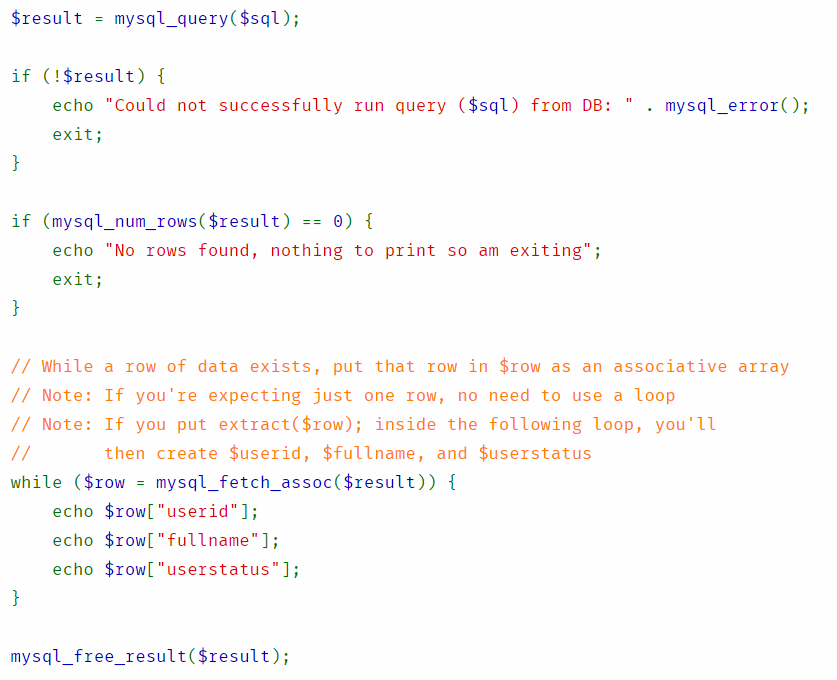 $result = mysql_query($sql);

if (!$result) {
    echo "Could not successfully run query ($sql) from DB: " . mysql_error();
    exit;
}

if (mysql_num_rows($result) == 0) {
    echo "No rows found, nothing to print so am exiting";
    exit;
}

// While a row of data exists, put that row in $row as an associative array
// Note: If you're expecting just one row, no need to use a loop
// Note: If you put extract($row); inside the following loop, you'll
//       then create $userid, $fullname, and $userstatus
while ($row = mysql_fetch_assoc($result)) {
    echo $row["userid"];
    echo $row["fullname"];
    echo $row["userstatus"];
}

mysql_free_result($result);